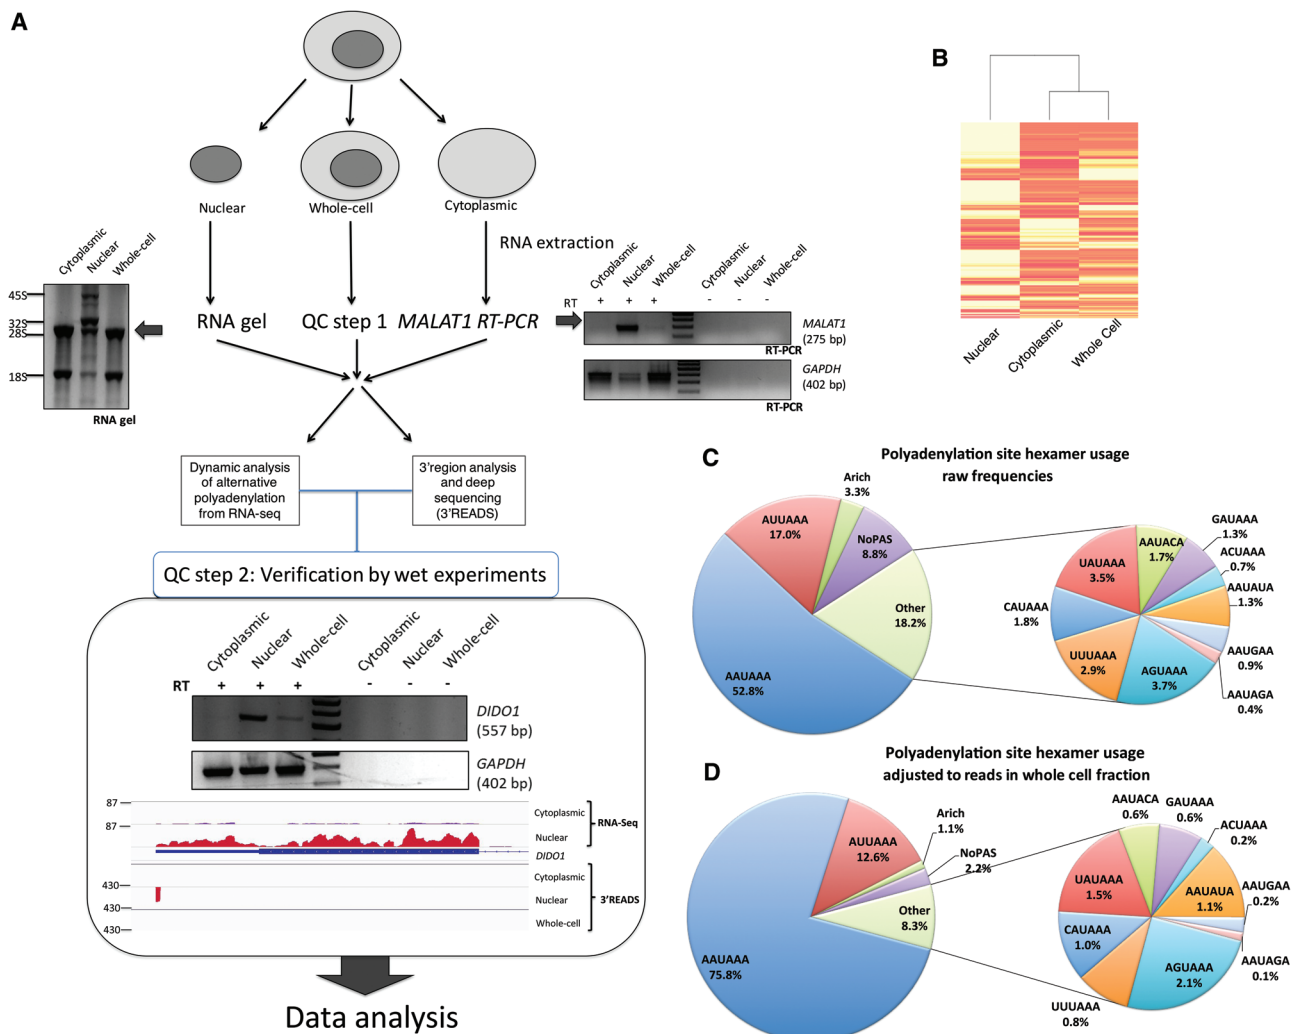 A
Nuclear
Whole-cell
Cytoplasmic
RNA extraction
Cytoplasmic
Nuclear
Whole-cell
45S
32S
28S
18S
RNA gel
RNA gel
QC step 1
MALAT1 RT-PCR
Cytoplasmic
Nuclear
Whole-cell
Cytoplasmic
Nuclear
Whole-cell
RT + + + - - -
MALAT1
(275 bp)
RT-PCR
GAPDH
(402 bp)
RT-PCR
Dynamic analysis
of alternative
polyadenylation
from RNA-seq
3'region analysis
and deep
sequencing
(3'READS)
QC step 2: Verification by wet experiments
Cytoplasmic
Nuclear
Whole-cell
Cytoplasmic
Nuclear
Whole-cell
RT + + + - - -
DIDO1
(557 bp)
GAPDH
(402 bp)
87
Cytoplasmic
RNA-Seq
87
Nuclear
DIDO1
Cytoplasmic
430
Nuclear
3'READS
430
Whole-cell
430
Data analysis
B
Nuclear
Cytoplasmic
Whole Cell
C
Polyadenylation site hexamer usage
raw frequencies
Arich
3.3%
AUUAAA
17.0%
NoPAS
8.8%
Other
18.2%
AAUAAA
52.8%
GAUAAA
1.3%
AAUACA
1.7%
ACUAAA
0.7%
UAUAAA
3.5%
AAUAUA
1.3%
CAUAAA
1.8%
AAUGAA
0.9%
UUUAAA
2.9%
AGUAAA
3.7%
AAUAGA
0.4%
D
Polyadenylation site hexamer usage
adjusted to reads in whole cell fraction
Arich
1.1%
AUUAAA
12.6%
NoPAS
2.2%
Other
8.3%
AAUAAA
75.8%
AAUACA
0.6%
GAUAAA
0.6%
ACUAAA
0.2%
UAUAAA
1.5%
AAUAUA
1.1%
AAUGAA
0.2%
CAUAAA
1.0%
AGUAAA
2.1%
AAUAGA
0.1%
UUUAAA
0.8%